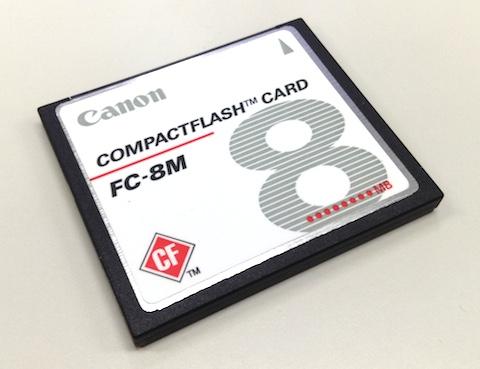 Canon
COMPACTFLASH™ CARD
FC-8M
8
MB
CF
TM